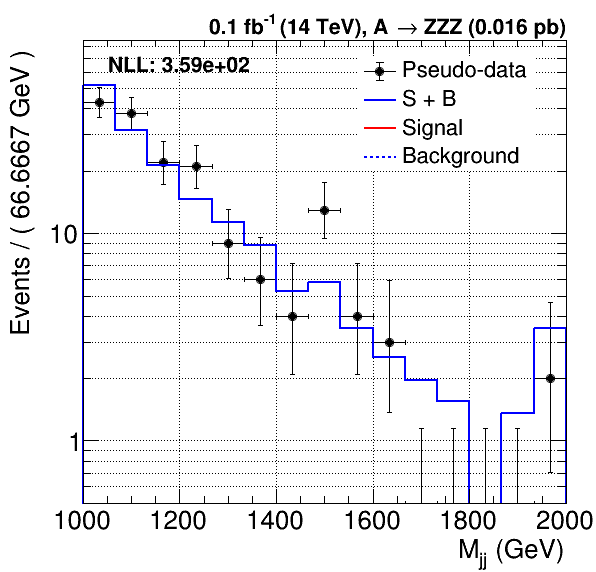 0.1 fb⁻¹ (14 TeV), A → ZZZ (0.016 pb)
NLL: 3.59e+02
Pseudo-data
S + B
Signal
Background
Events / ( 66.6667 GeV )
10
1
1000 1200 1400 1600 1800 2000
Mjj (GeV)